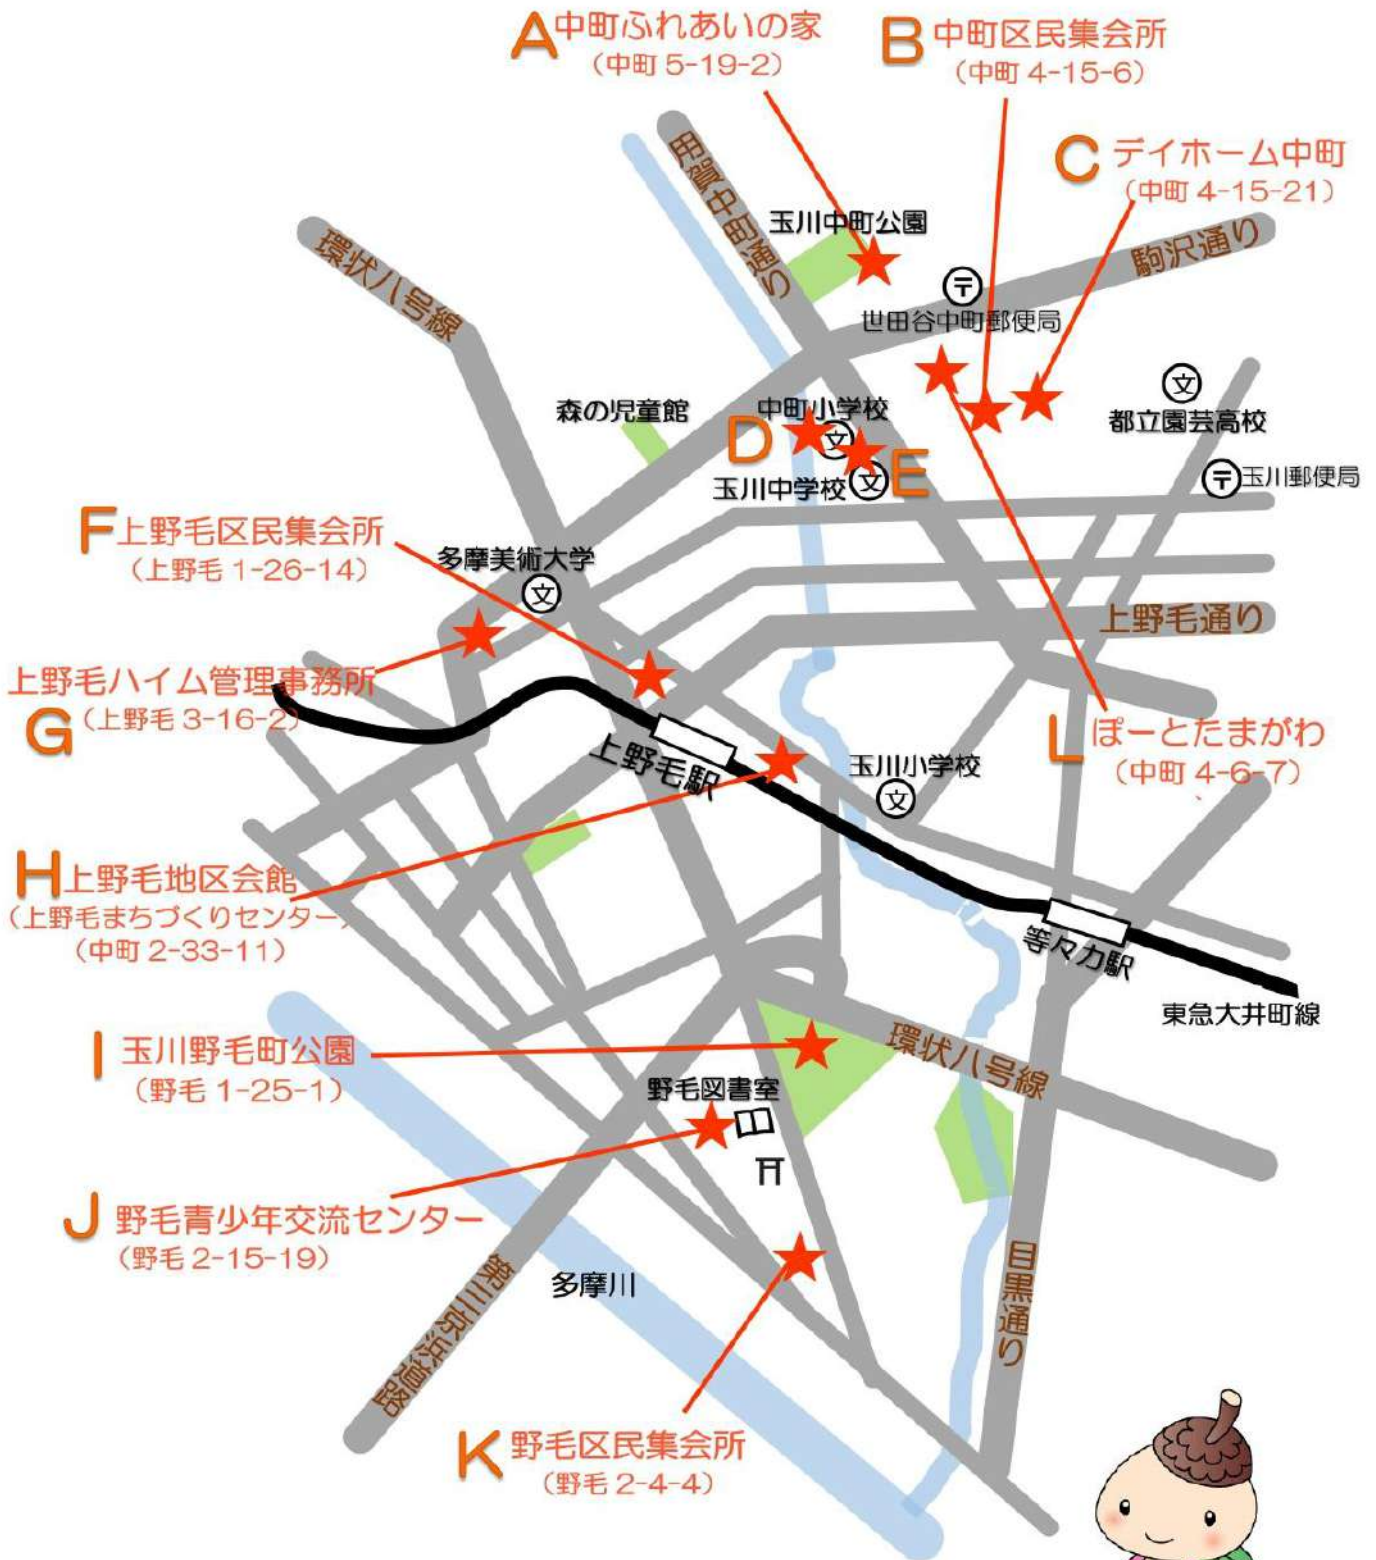 A 中町ふれあいの家
（中町 5-19-2）
B 中町区民集会所
（中町 4-15-6）
C デイホーム中町
（中町 4-15-21）
用賀中町通り
玉川中町公園
駒沢通り
環状八号線
〒
世田谷中町郵便局
森の児童館
中町小学校
文
D
E
玉川中学校
文
文
都立園芸高校
〒玉川郵便局
F 上野毛区民集会所
（上野毛 1-26-14）
多摩美術大学
文
上野毛通り
上野毛ハイム管理事務所
G （上野毛 3-16-2）
上野毛駅
玉川小学校
文
L ぽーとたまがわ
（中町 4-6-7）
H 上野毛地区会館
（上野毛まちづくりセンター）
（中町 2-33-11）
等々力駅
東急大井町線
I 玉川野毛町公園
（野毛 1-25-1）
環状八号線
野毛図書室
J 野毛青少年交流センター
（野毛 2-15-19）
多摩川
第三京浜道路
目黒通り
K 野毛区民集会所
（野毛 2-4-4）